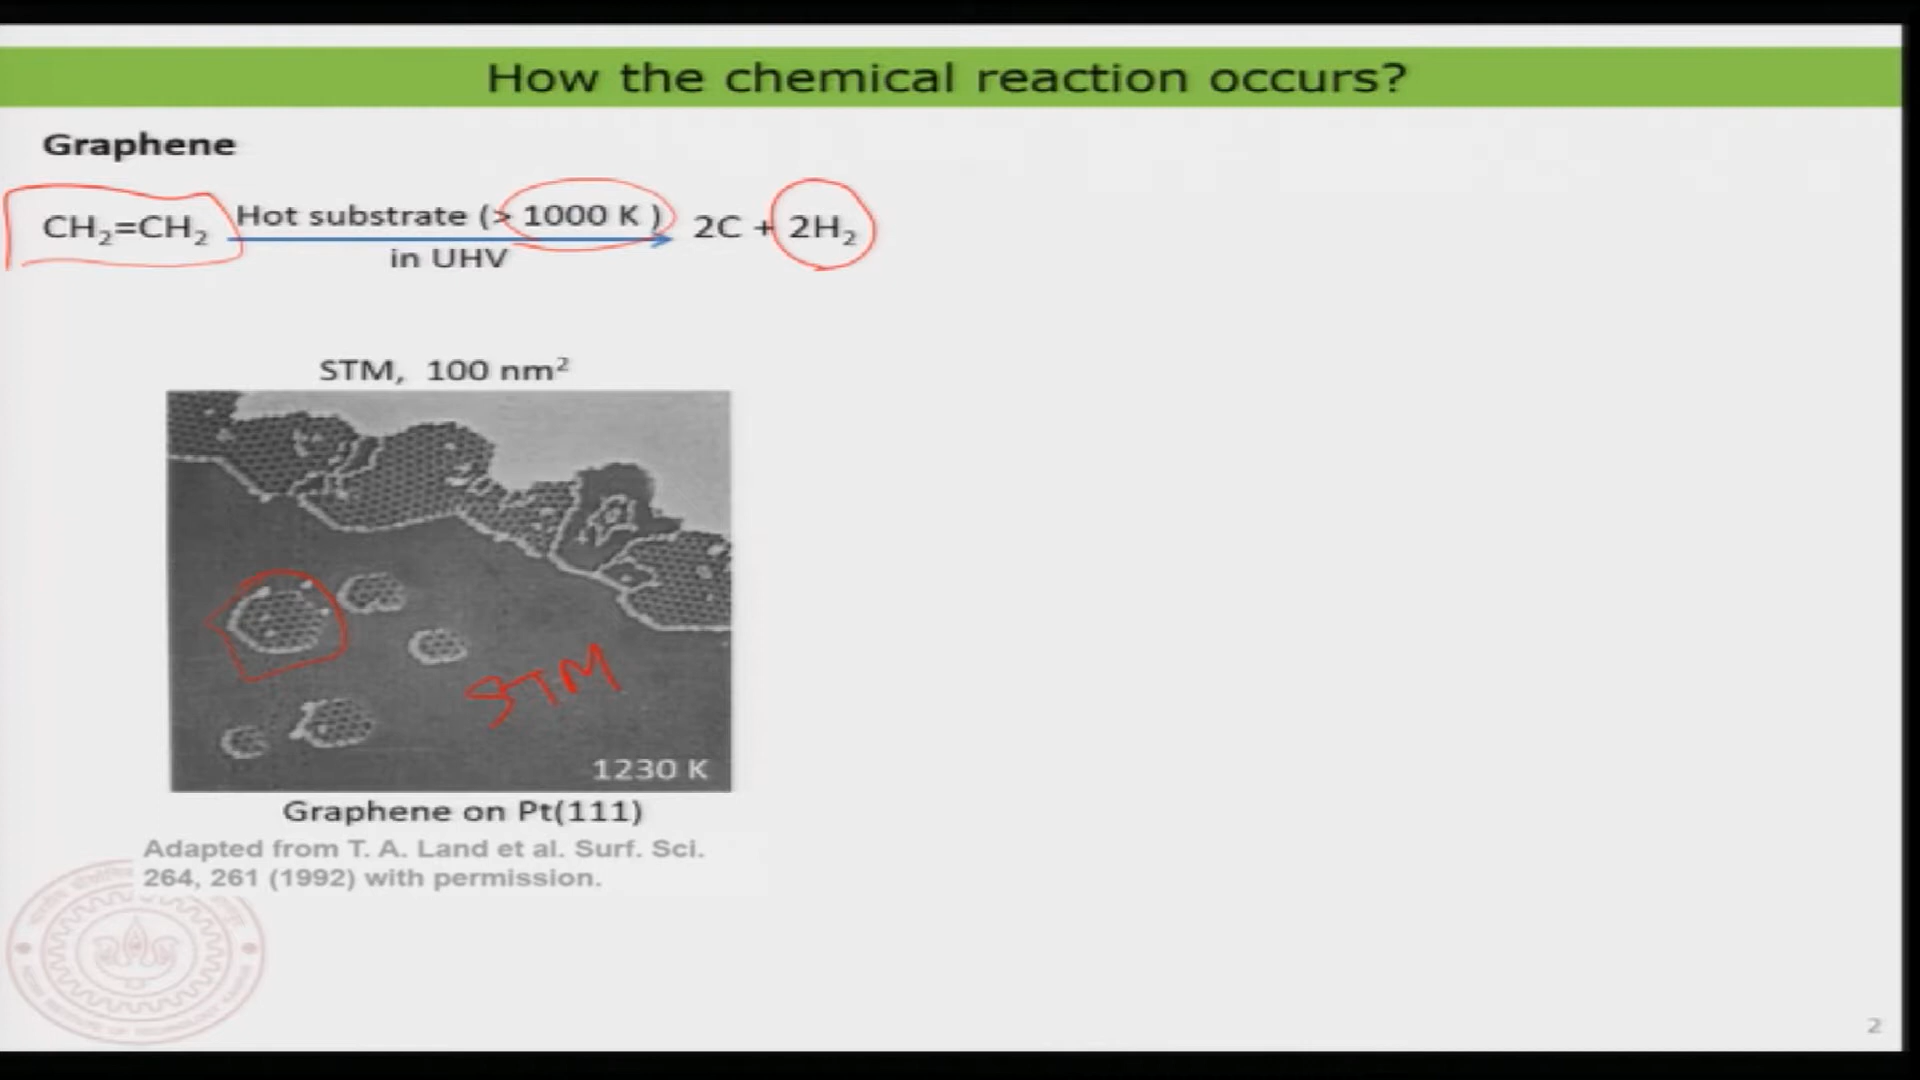 How the chemical reaction occurs?
Graphene
CH₂=CH₂ Hot substrate (> 1000 K ) 2C + 2H₂
in UHV
STM, 100 nm²
STM
1230 K
Graphene on Pt(111)
Adapted from T. A. Land et al. Surf. Sci.
264, 261 (1992) with permission.
2